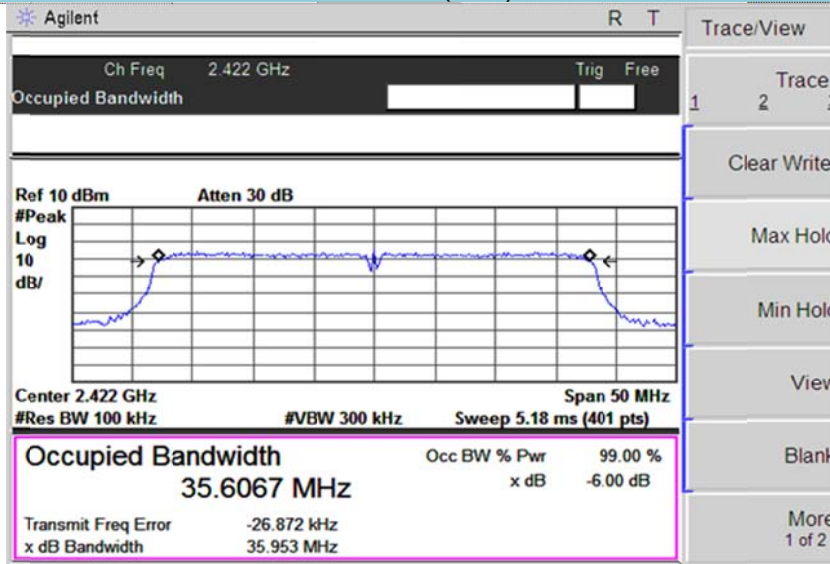 Agilent R T
Ch Freq 2.422 GHz Trig Free
Occupied Bandwidth
Ref 10 dBm Atten 30 dB
#Peak
Log
10
dB/
Center 2.422 GHz Span 50 MHz
#Res BW 100 kHz #VBW 300 kHz Sweep 5.18 ms (401 pts)
Occupied Bandwidth Occ BW % Pwr 99.00 %
35.6067 MHz x dB -6.00 dB
Transmit Freq Error -26.872 kHz
x dB Bandwidth 35.953 MHz
Trace/View
Trace
1 2
Clear Write
Max Hold
Min Hold
View
Blank
More
1 of 2